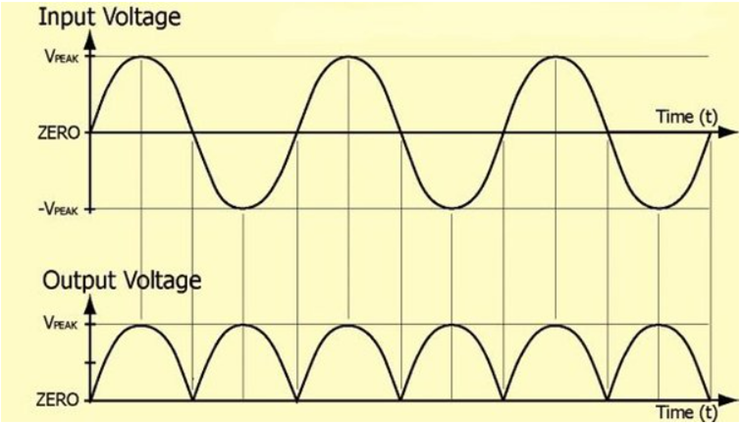 Input Voltage
VPEAK
Time (t)
ZERO
-VPEAK
Output Voltage
VPEAK
ZERO
Time (t)